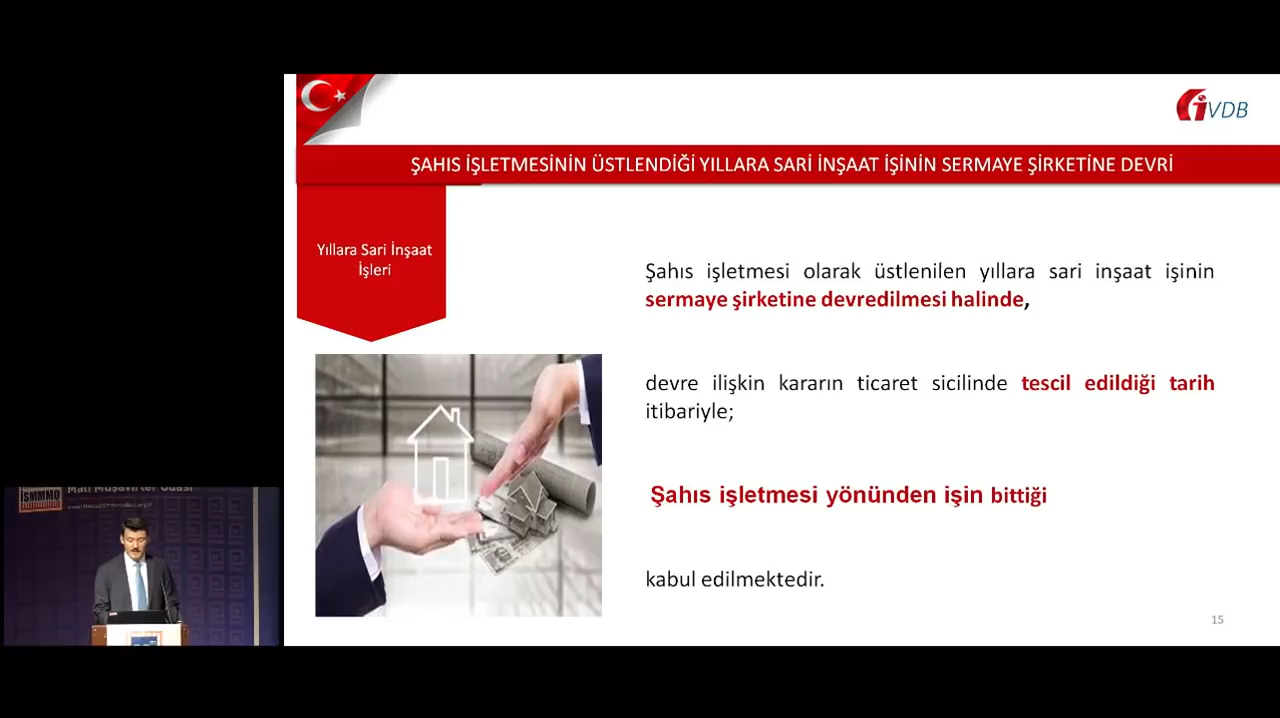 VDB
ŞAHIS İŞLETMESİNİN ÜSTLENDİĞİ YILLARA SARİ İNŞAAT İŞİNİN SERMAYE ŞİRKETİNE DEVRİ
Yıllara Sari İnşaat
İşleri
Şahıs işletmesi olarak üstlenilen yıllara sari inşaat işinin
sermaye şirketine devredilmesi halinde,
devre ilişkin kararın ticaret sicilinde tescil edildiği tarih
itibariyle;
Şahıs işletmesi yönünden işin bittiği
kabul edilmektedir.
15
İSMMMO
Mali Müşavirler Odası